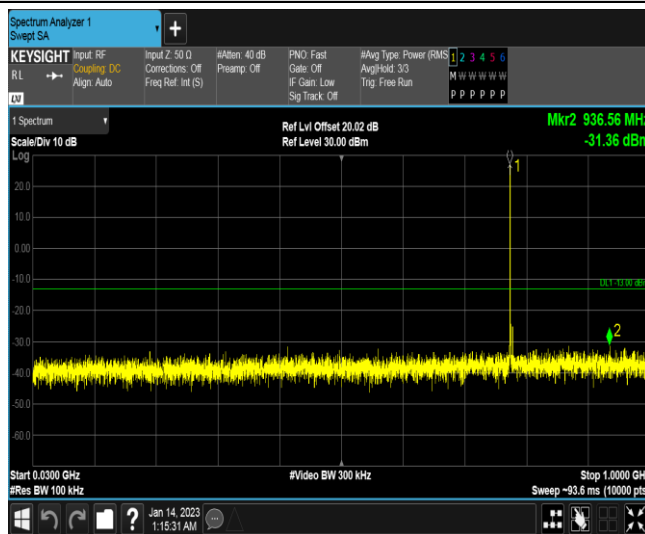 Spectrum Analyzer 1
Swept SA
KEYSIGHT
RL
Input: RF
Coupling: DC
Align: Auto
Input Z: 50 Ω
Corrections: Off
Freq Ref: Int (S)
#Atten: 40 dB
Preamp: Off
PNO: Fast
Gate: Off
IF Gain: Low
Sig Track: Off
#Avg Type: Power (RMS
Avg|Hold: 3/3
Trig: Free Run
1 2 3 4 5 6
M W W W W W
P P P P P P
LXI
1 Spectrum
Scale/Div 10 dB
Log
Ref Lvl Offset 20.02 dB
Ref Level 30.00 dBm
Mkr2 936.56 MHz
-31.36 dBm
1
20.0
10.0
0.00
-10.0
DL1 -13.00 dBm
-20.0
-30.0
2
-40.0
-50.0
-60.0
Start 0.0300 GHz
#Res BW 100 kHz
#Video BW 300 kHz
Stop 1.0000 GH
Sweep ~93.6 ms (10000 pts
Jan 14, 2023
1:15:31 AM